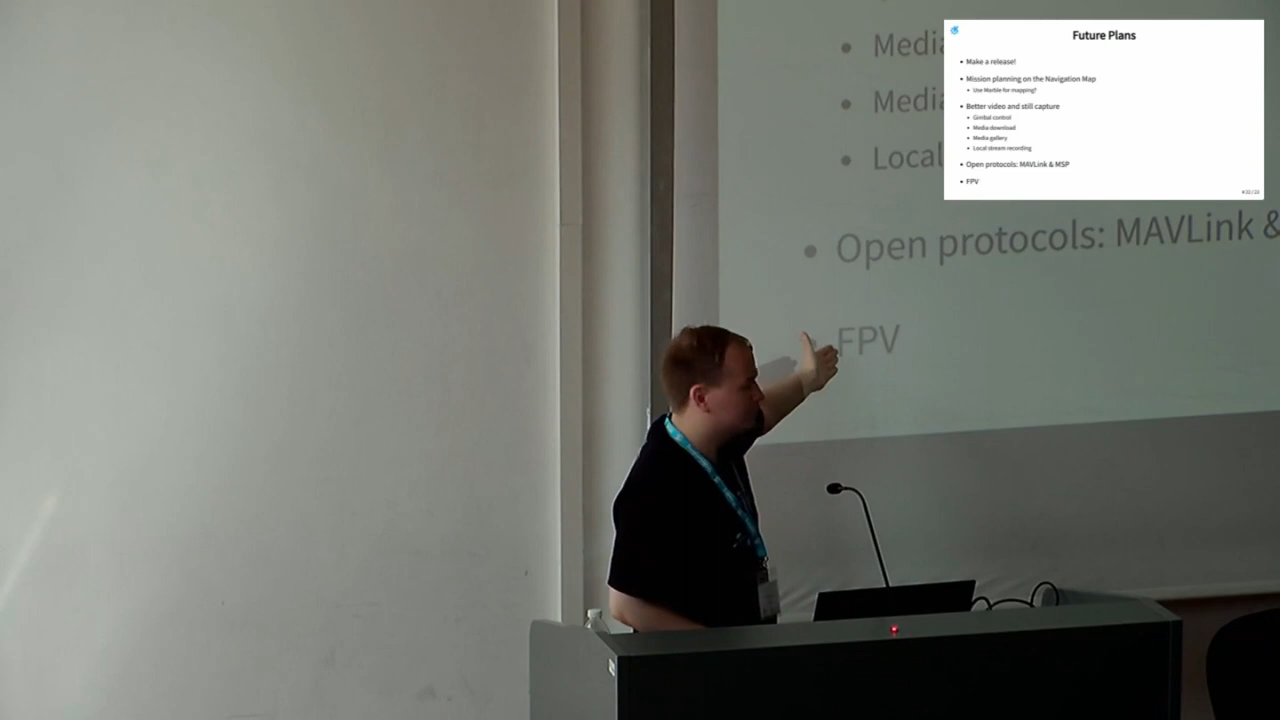 Future Plans
• Make a release!
• Mission planning on the Navigation Map
• Use Marble for mapping?
• Better video and still capture
• Gimbal control
• Media download
• Media gallery
• Local stream recording
• Open protocols: MAVLink & MSP
• FPV
• Media
• Media
• Local
• Open protocols: MAVLink &
• FPV